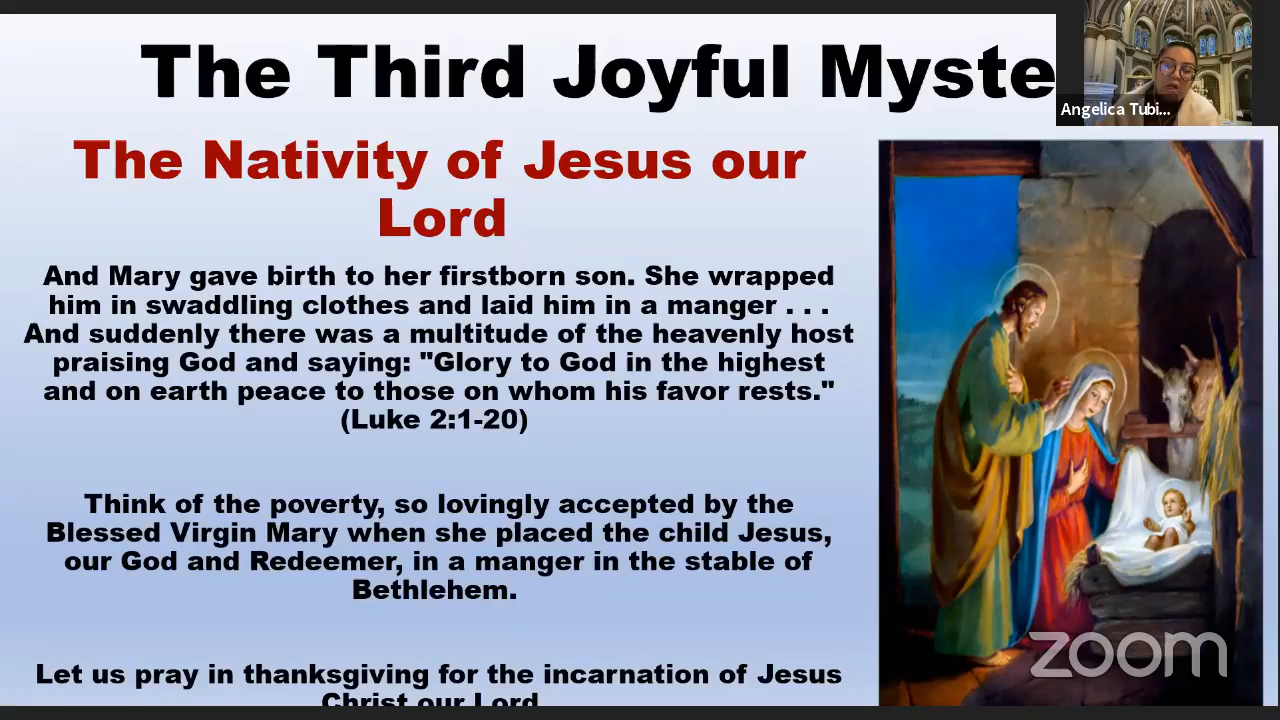 The Third Joyful Myste
Angelica Tubi...
The Nativity of Jesus our
Lord
And Mary gave birth to her firstborn son. She wrapped
him in swaddling clothes and laid him in a manger . . .
And suddenly there was a multitude of the heavenly host
praising God and saying: "Glory to God in the highest
and on earth peace to those on whom his favor rests."
(Luke 2:1-20)
Think of the poverty, so lovingly accepted by the
Blessed Virgin Mary when she placed the child Jesus,
our God and Redeemer, in a manger in the stable of
Bethlehem.
Let us pray in thanksgiving for the incarnation of Jesus
Christ our Lord
zoom